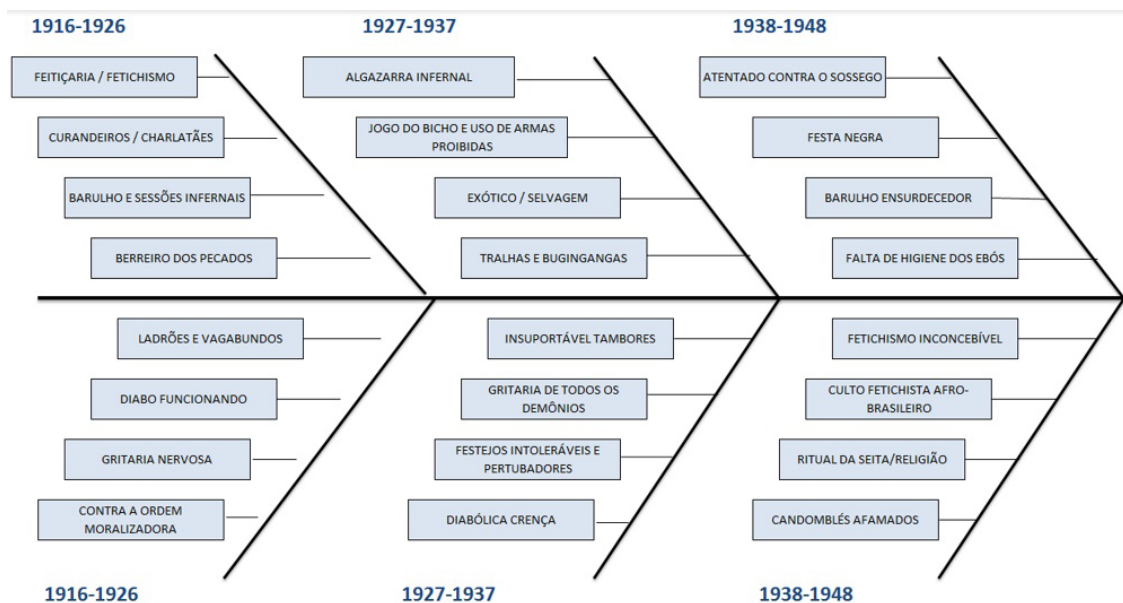 1916-1926
1927-1937
1938-1948
FEITIÇARIA / FETICHISMO
ALGAZARRA INFERNAL
ATENTADO CONTRA O SOSSEGO
CURANDEIROS / CHARLATÃES
JOGO DO BICHO E USO DE ARMAS
PROIBIDAS
FESTA NEGRA
BARULHO E SESSÕES INFERNAIS
EXÓTICO / SELVAGEM
BARULHO ENSURDECEDOR
BERREIRO DOS PECADOS
TRALHAS E BUGINGANGAS
FALTA DE HIGIENE DOS EBÓS
LADRÕES E VAGABUNDOS
INSUPORTÁVEL TAMBORES
FETICHISMO INCONCEBÍVEL
DIABO FUNCIONANDO
GRITARIA DE TODOS OS
DEMÔNIOS
CULTO FETICHISTA AFRO-
BRASILEIRO
GRITARIA NERVOSA
FESTEJOS INTOLERÁVEIS E
PERTUBADORES
RITUAL DA SEITA/RELIGIÃO
CONTRA A ORDEM
MORALIZADORA
DIABÓLICA CRENÇA
CANDOMBLÉS AFAMADOS
1916-1926
1927-1937
1938-1948